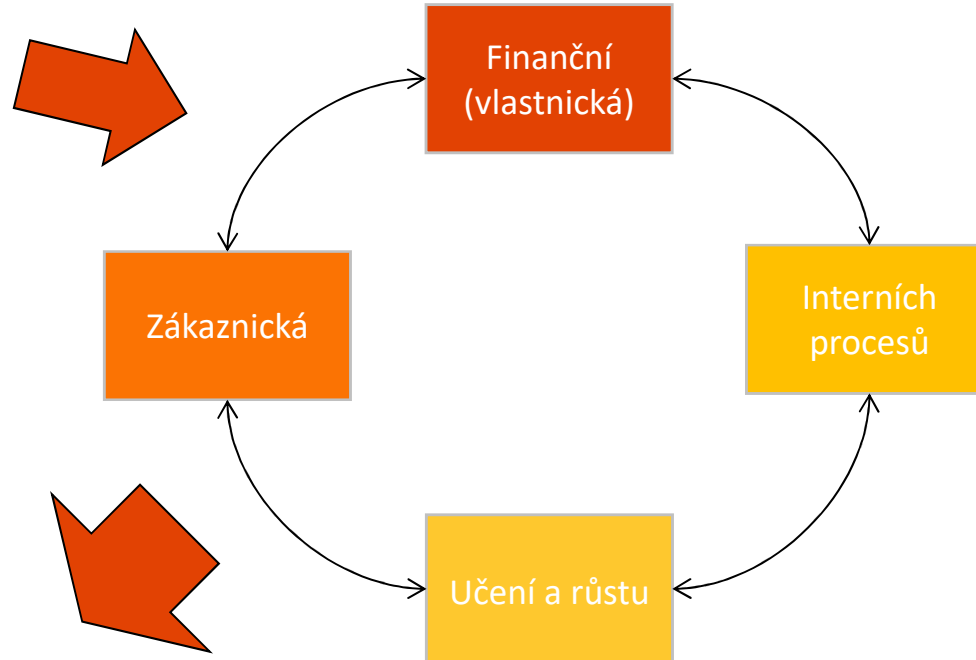 Finanční
(vlastnická)
Zákaznická
Interních
procesů
Učení a růstu